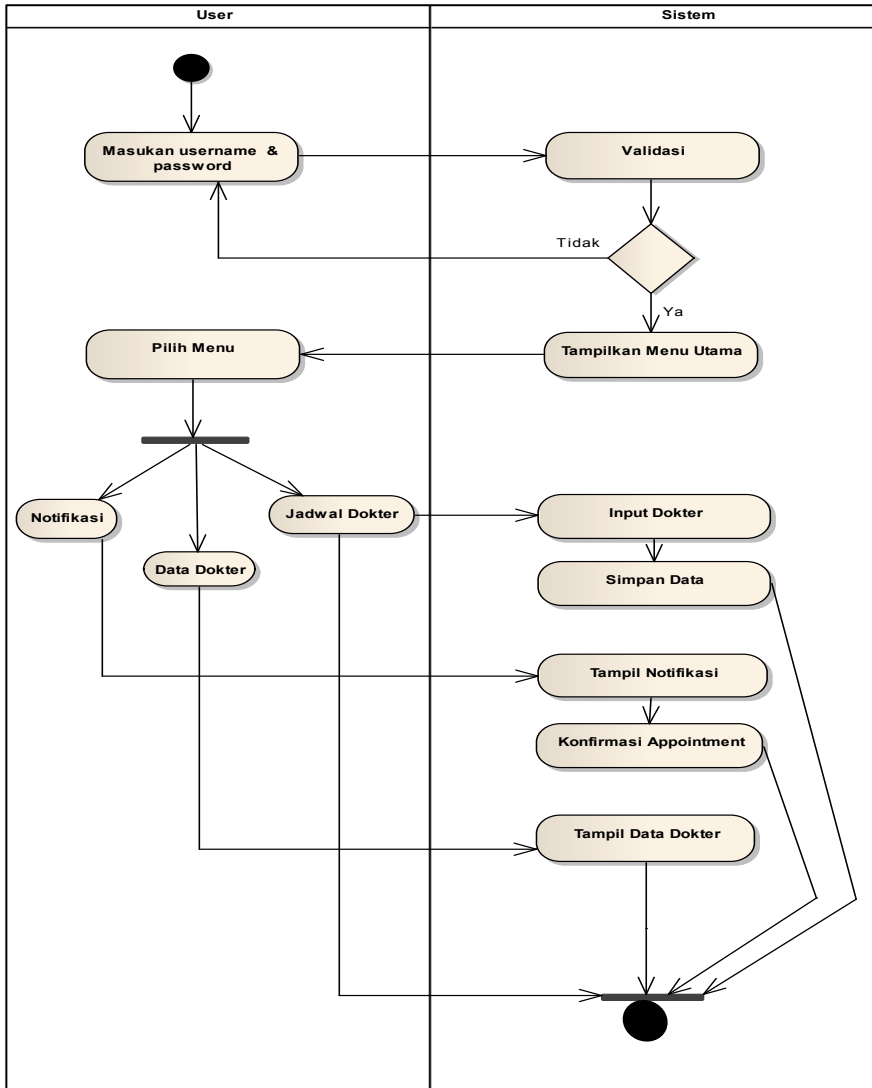 User
Sistem
Masukan username &
password
Validasi
Tidak
Ya
Pilih Menu
Tampilkan Menu Utama
Notifikasi
Jadwal Dokter
Data Dokter
Input Dokter
Simpan Data
Tampil Notifikasi
Konfirmasi Appointment
Tampil Data Dokter